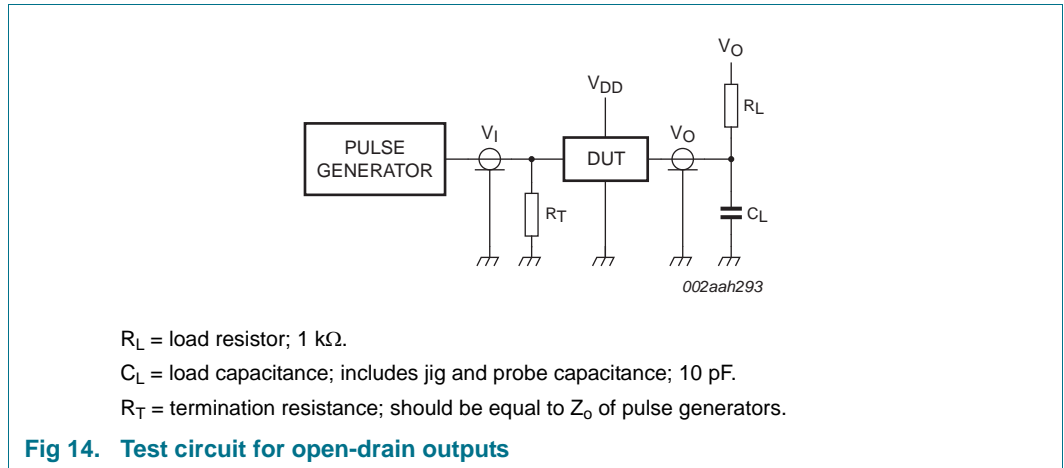 VO
VDD
RL
PULSE
GENERATOR
VI
DUT
VO
RT
CL
002aah293
RL = load resistor; 1 kΩ.
CL = load capacitance; includes jig and probe capacitance; 10 pF.
RT = termination resistance; should be equal to Zo of pulse generators.
Fig 14. Test circuit for open-drain outputs